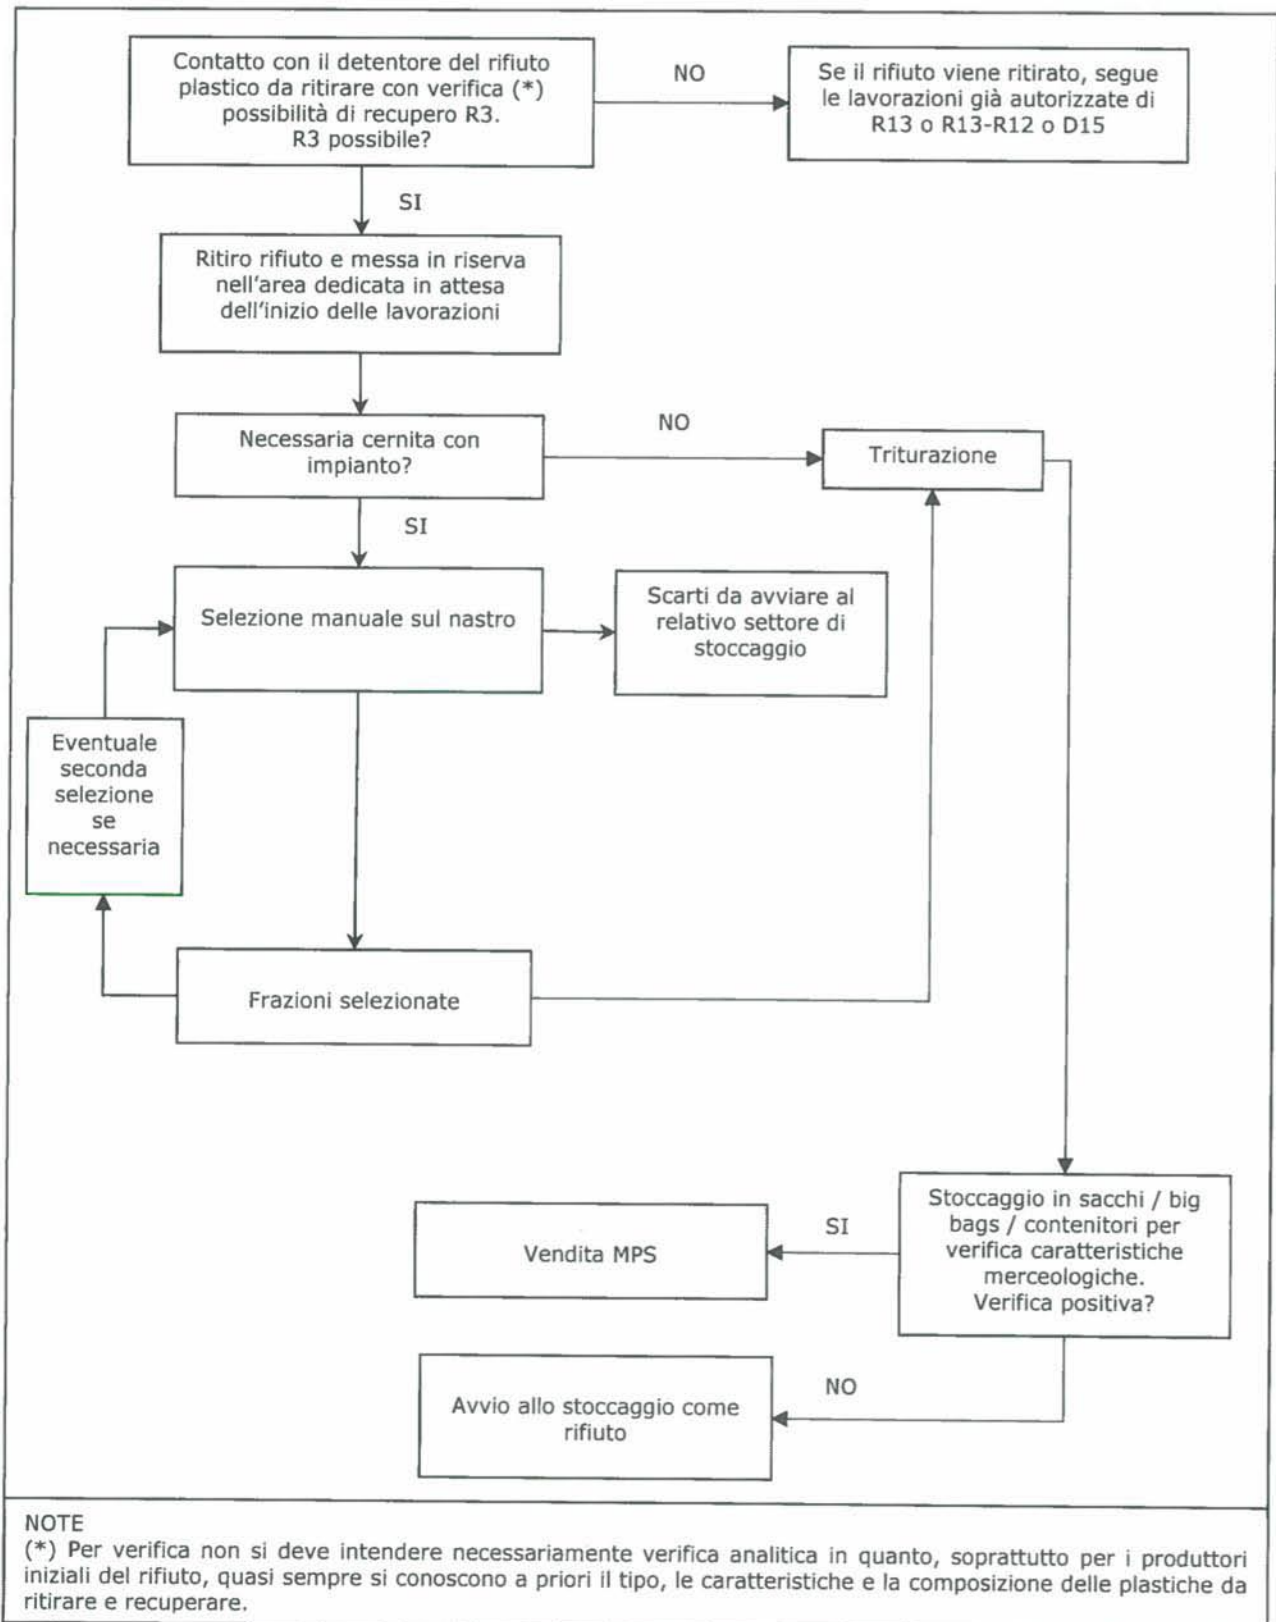 Contatto con il detentore del rifiuto
plastico da ritirare con verifica (*)
possibilità di recupero R3.
R3 possibile?
NO
Se il rifiuto viene ritirato, segue
le lavorazioni già autorizzate di
R13 o R13-R12 o D15
SI
Ritiro rifiuto e messa in riserva
nell'area dedicata in attesa
dell'inizio delle lavorazioni
Necessaria cernita con
impianto?
NO
Triturazione
SI
Selezione manuale sul nastro
Scarti da avviare al
relativo settore di
stoccaggio
Eventuale
seconda
selezione
se
necessaria
Frazioni selezionate
Stoccaggio in sacchi / big
bags / contenitori per
verifica caratteristiche
merceologiche.
Verifica positiva?
SI
Vendita MPS
NO
Avvio allo stoccaggio come
rifiuto
NOTE
(*) Per verifica non si deve intendere necessariamente verifica analitica in quanto, soprattutto per i produttori
iniziali del rifiuto, quasi sempre si conoscono a priori il tipo, le caratteristiche e la composizione delle plastiche da
ritirare e recuperare.